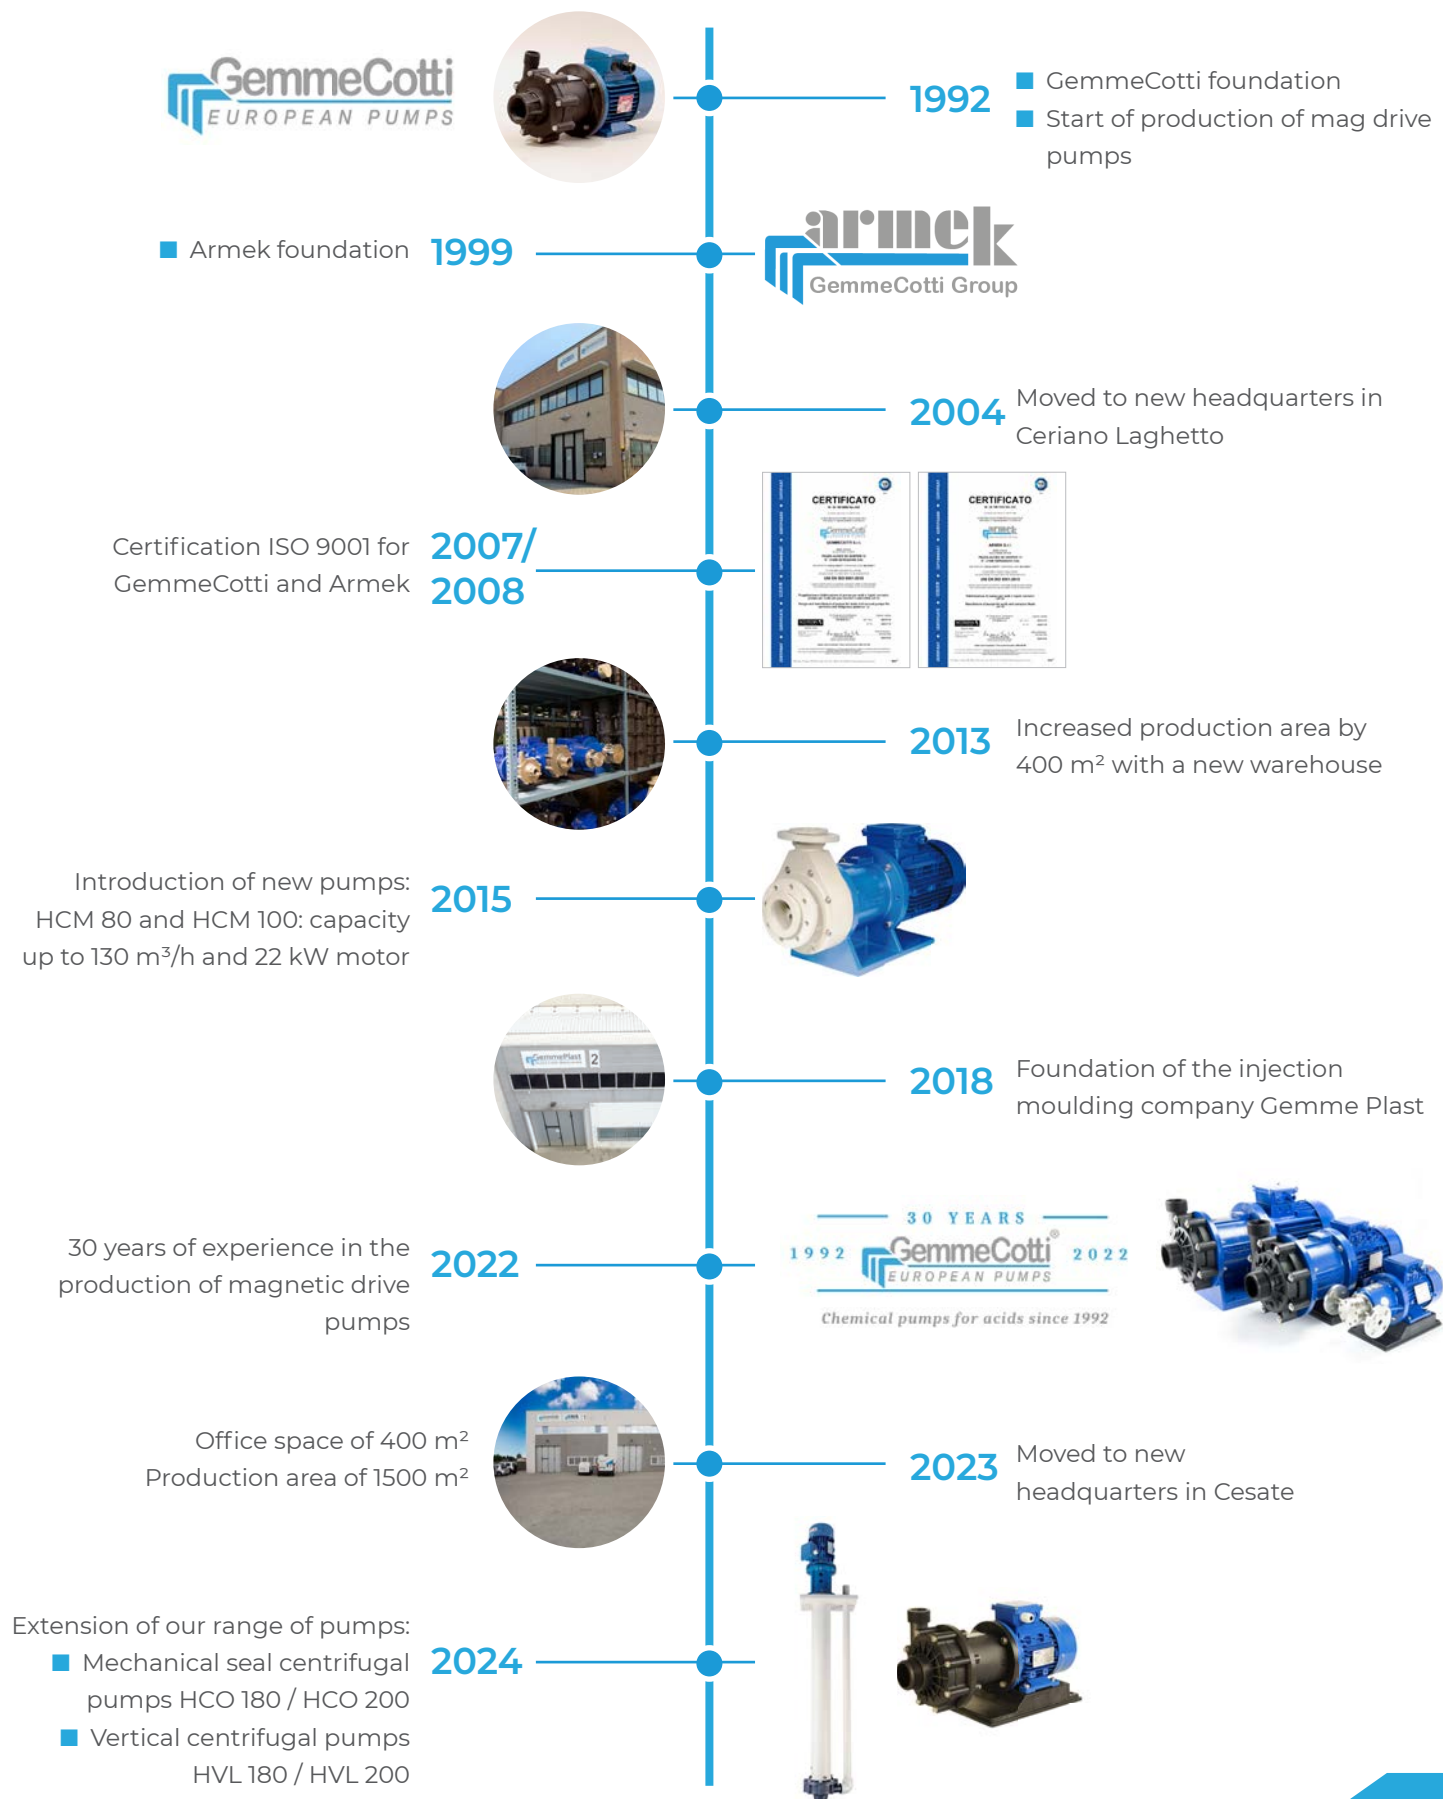 GemmeCotti
EUROPEAN PUMPS
1992
GemmeCotti foundation
Start of production of mag drive
pumps
Armek foundation
1999
armek
GemmeCotti Group
2004
Moved to new headquarters in
Ceriano Laghetto
Certification ISO 9001 for
GemmeCotti and Armek
2007/
2008
CERTIFICATO
GemmeCotti
CERTIFICATO
armek
2013
Increased production area by
400 m² with a new warehouse
Introduction of new pumps:
HCM 80 and HCM 100: capacity
up to 130 m³/h and 22 kW motor
2015
GemmePlast 2
2018
Foundation of the injection
moulding company Gemme Plast
30 years of experience in the
production of magnetic drive
pumps
2022
30 YEARS
1992 GemmeCotti® 2022
EUROPEAN PUMPS
Chemical pumps for acids since 1992
Office space of 400 m²
Production area of 1500 m²
2023
Moved to new
headquarters in Cesate
Extension of our range of pumps:
Mechanical seal centrifugal
pumps HCO 180 / HCO 200
Vertical centrifugal pumps
HVL 180 / HVL 200
2024